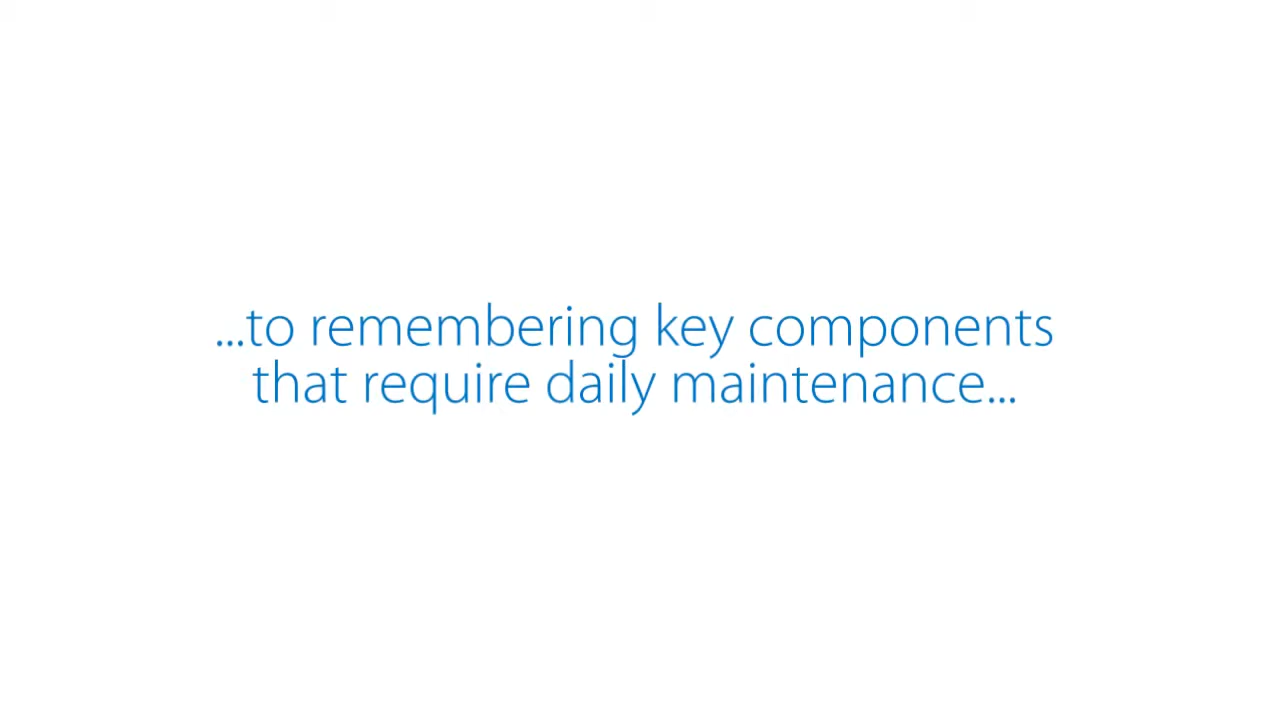 ...to remembering key components
that require daily maintenance...